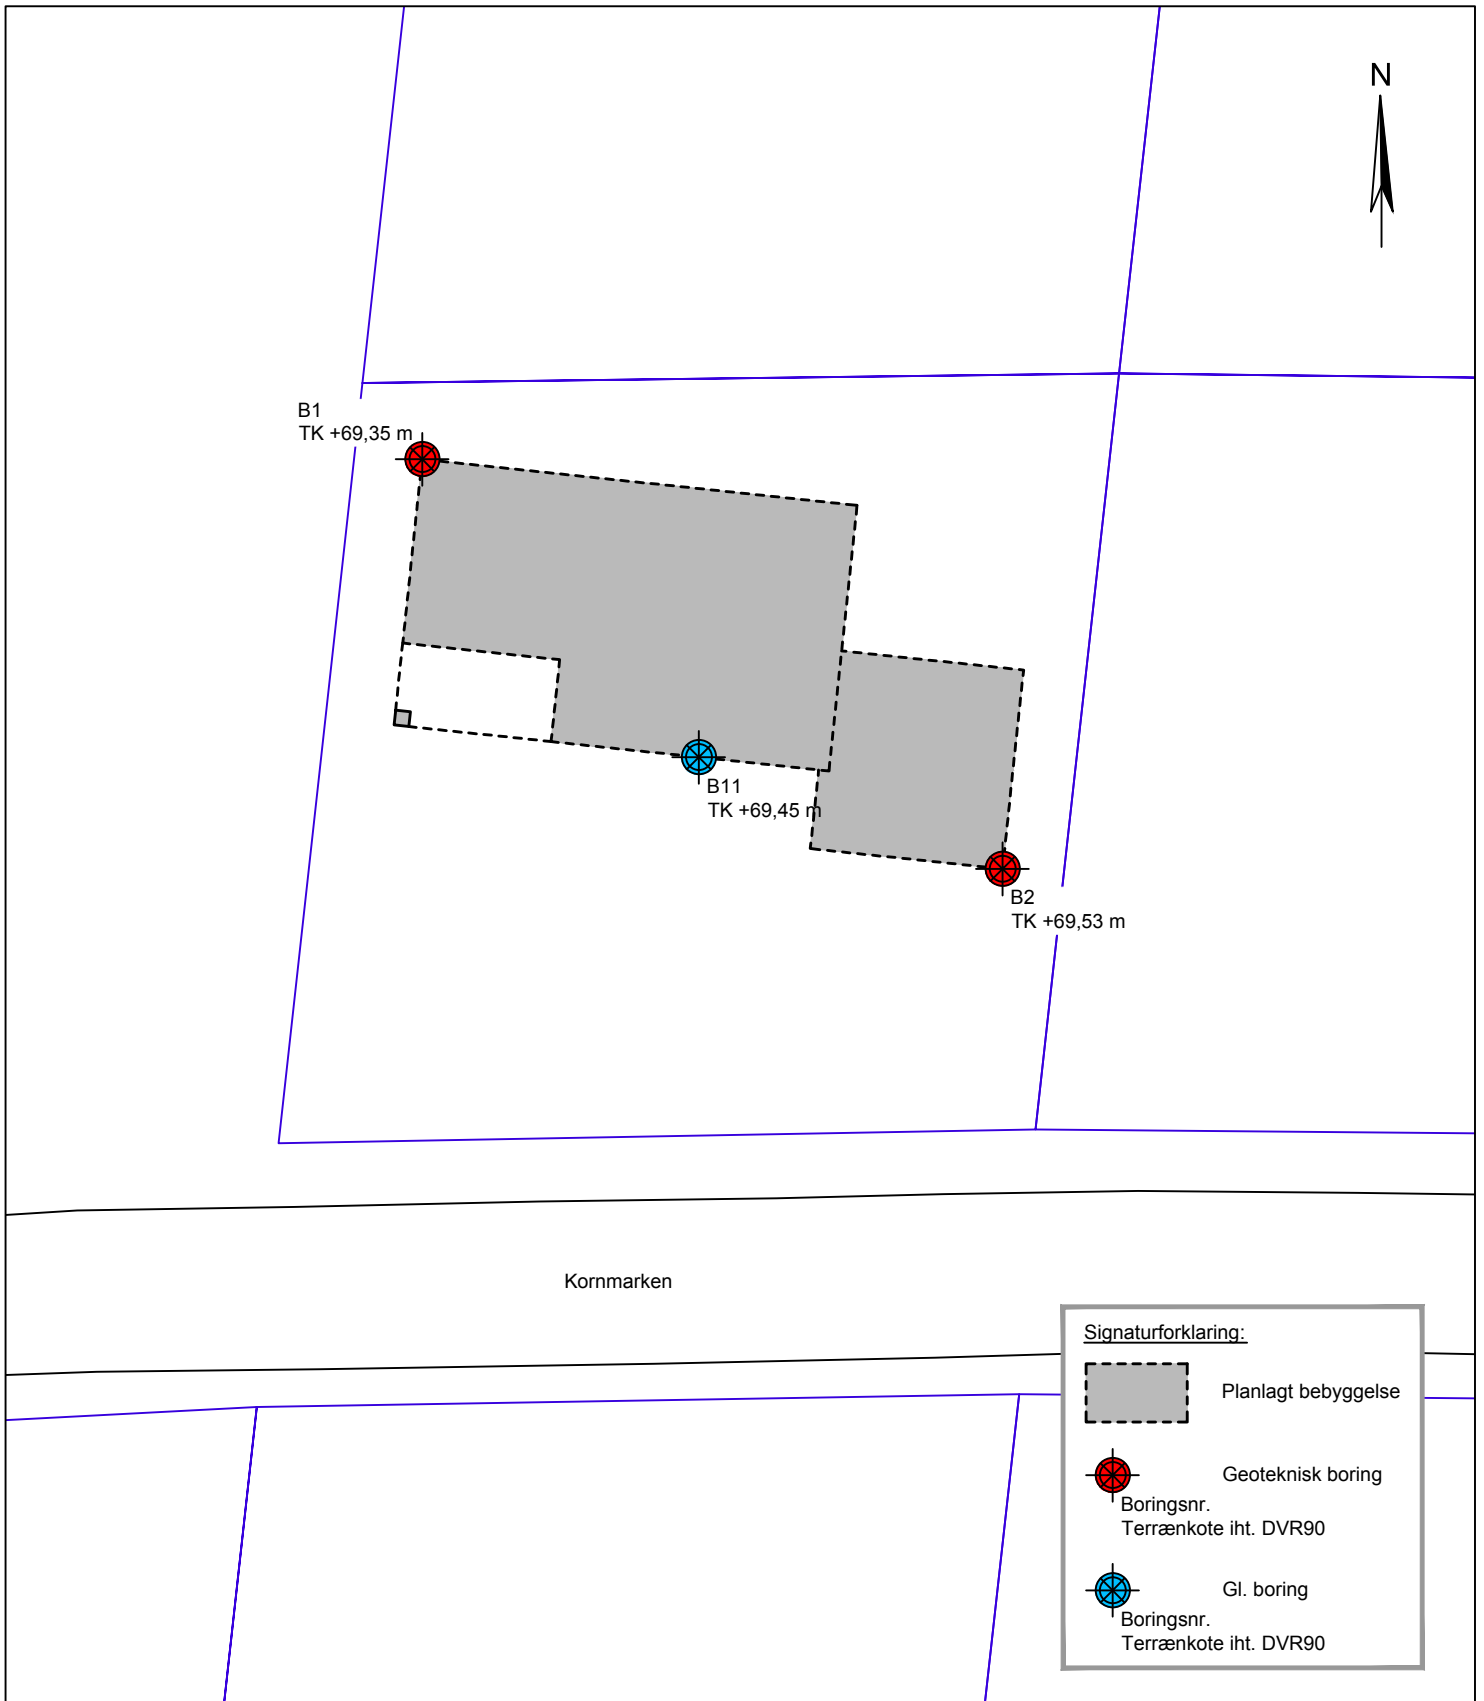 N
B1
TK +69,35 m
B11
TK +69,45 m
B2
TK +69,53 m
Kornmarken
Signaturforklaring:
Planlagt bebyggelse
Geoteknisk boring
Boringsnr.
Terrænkote iht. DVR90
Gl. boring
Boringsnr.
Terrænkote iht. DVR90